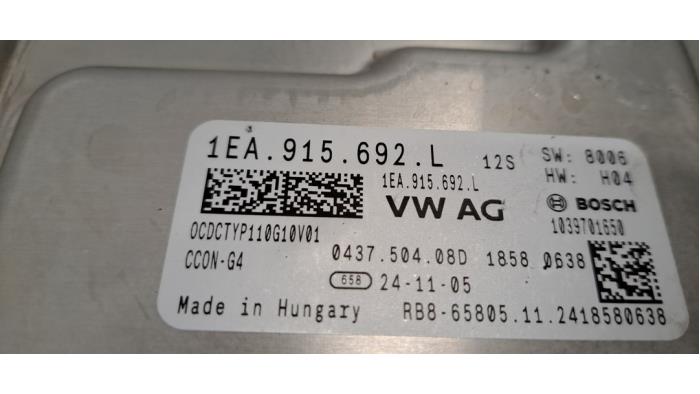 1EA.915.692.L 12S SW: 8006
1EA.915.692.L HW: H04
VW AG BOSCH
OCDCTYP110G10V01 1039701650
CCON-G4 0437.504.08D 1858 0638
658 24-11-05
Made in Hungary RB8-65805.11.2418580638